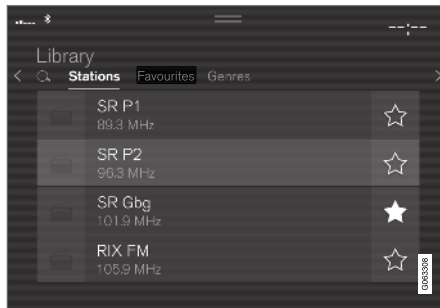 --:--
Library
Stations Favourites Genres
SR P1
89.3 MHz
SR P2
96.3 MHz
SR Gbg
101.9 MHz
RIX FM
105.9 MHz
G063308